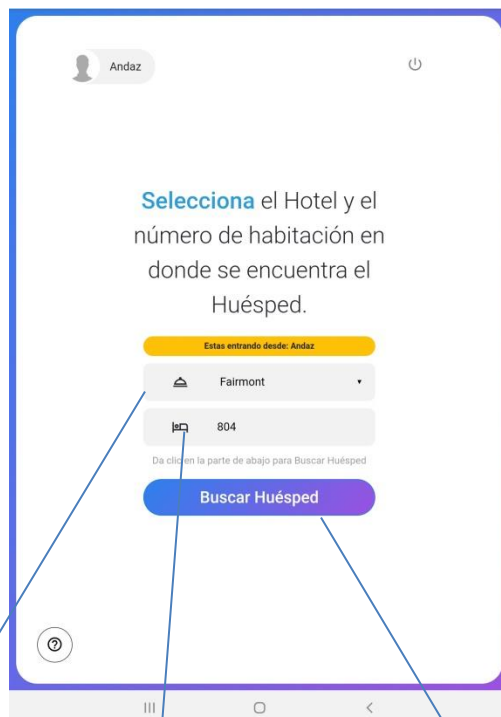 Andaz
Selecciona el Hotel y el
número de habitación en
donde se encuentra el
Huésped.
Estas entrando desde: Andaz
Fairmont
804
Da clic en la parte de abajo para Buscar Huésped
Buscar Huésped